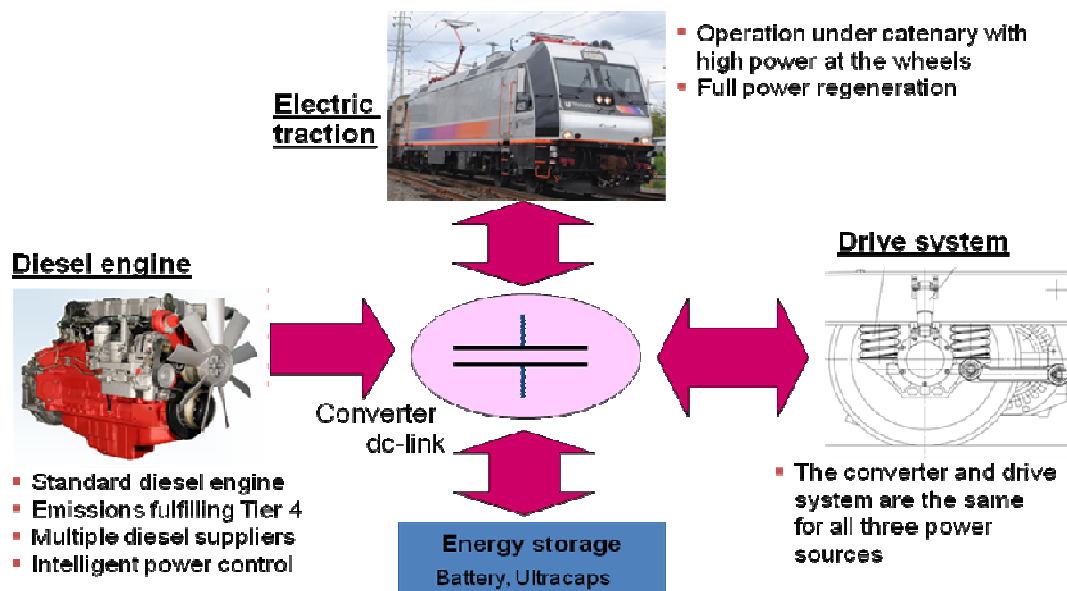 Electric
traction
▪ Operation under catenary with
high power at the wheels
▪ Full power regeneration
Diesel engine
▪ Standard diesel engine
▪ Emissions fulfilling Tier 4
▪ Multiple diesel suppliers
▪ Intelligent power control
Converter
dc-link
Drive system
▪ The converter and drive
system are the same
for all three power
sources
Energy storage
Battery, Ultracaps